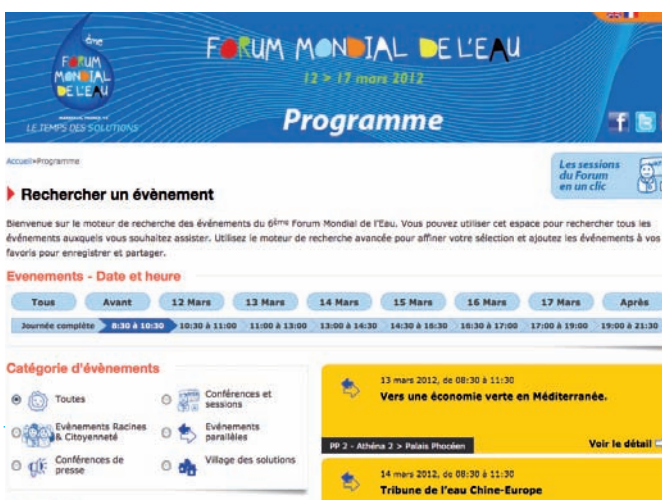 ème
FORUM
MONDIAL
DE L'EAU
MARSEILLE, FRANCE
LE TEMPS DES SOLUTIONS
FORUM MONDIAL DE L'EAU
12 > 17 mars 2012
Programme
Accueil»Programme
Les sessions
du Forum
en un clic
Rechercher un évènement
Bienvenue sur le moteur de recherche des événements du 6ème Forum Mondial de l'Eau. Vous pouvez utiliser cet espace pour rechercher tous les
événements auxquels vous souhaitez assister. Utilisez le moteur de recherche avancée pour affiner votre sélection et ajoutez les événements à vos
favoris pour enregistrer et partager.
Evenements - Date et heure
Tous Avant 12 Mars 13 Mars 14 Mars 15 Mars 16 Mars 17 Mars Après
Journée complète 8:30 à 10:30 10:30 à 11:00 11:00 à 13:00 13:00 à 14:30 14:30 à 16:30 16:30 à 17:00 17:00 à 19:00 19:00 à 21:30
Catégorie d'évènements
Toutes
Conférences et
sessions
Evènements Racines
& Citoyenneté
Evènements
parallèles
Conférences de
presse
Village des solutions
13 mars 2012, de 08:30 à 11:30
Vers une économie verte en Méditerranée.
PP 2 - Athéna 2 > Palais Phocéen
Voir le détail
14 mars 2012, de 08:30 à 11:30
Tribune de l'eau Chine-Europe